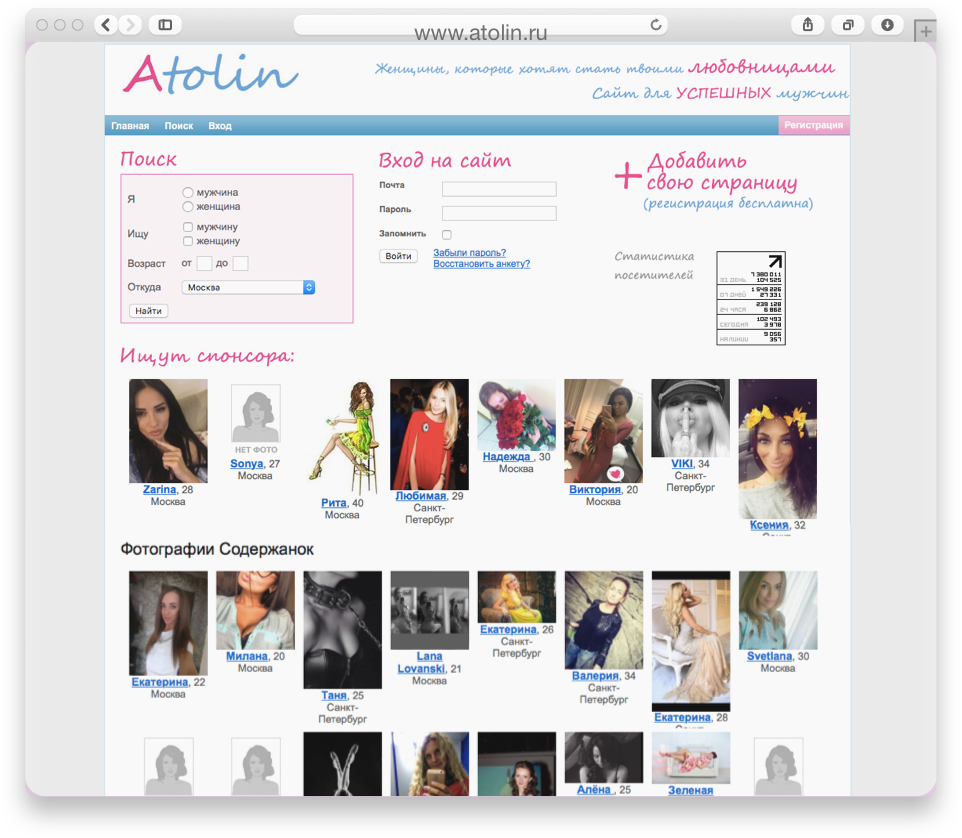 www.atolin.ru
Atolin
Женщины, которые хотят стать твоими любовницами
Сайт для УСПЕШНЫХ мужчин
Главная Поиск Вход Регистрация
Поиск
Я
мужчина
женщина
Ищу
мужчину
женщину
Возраст от до
Откуда Москва
Найти
Вход на сайт
Почта
Пароль
Запомнить
Войти
Забыли пароль?
Восстановить анкету?
+ Добавить
свою страницу
(регистрация бесплатна)
Статистика
посетителей
7 380 011
31 ДЕНЬ 104 525
1 549 226
07 ДНЕЙ 27 331
239 128
24 ЧАСА 6 862
102 493
СЕГОДНЯ 3 978
9 056
НА ЛИНИИ 357
Ищут спонсора:
Zarina, 28
Москва
НЕТ ФОТО
Sonya, 27
Москва
Рита, 40
Москва
Любимая, 29
Санкт-
Петербург
Надежда , 30
Москва
Виктория, 20
Москва
VIKI, 34
Санкт-
Петербург
Ксения, 32
Фотографии Содержанок
Екатерина, 22
Москва
Милана, 20
Москва
Таня, 25
Санкт-
Петербург
Lana
Lovanski, 21
Москва
Екатерина, 26
Санкт-
Петербург
Валерия, 34
Санкт-
Петербург
Екатерина, 28
Svetlana, 30
Москва
Алёна , 25
Зеленая